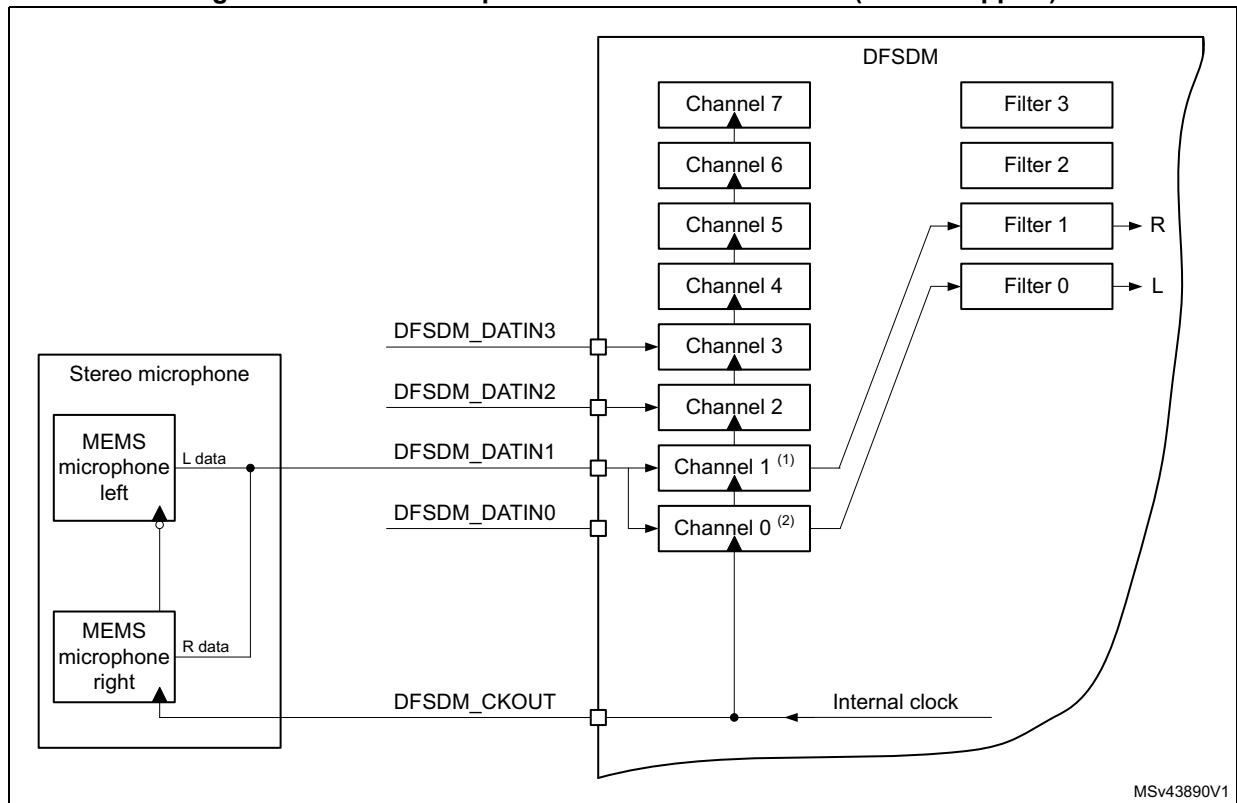 DFSDM
Channel 7
Filter 3
Channel 6
Filter 2
Channel 5
Filter 1
R
Channel 4
Filter 0
L
DFSDM_DATIN3
Channel 3
Stereo microphone
DFSDM_DATIN2
Channel 2
MEMS
microphone
left
L data
DFSDM_DATIN1
Channel 1 (1)
DFSDM_DATIN0
Channel 0 (2)
MEMS
microphone
right
R data
DFSDM_CKOUT
Internal clock
MSv43890V1